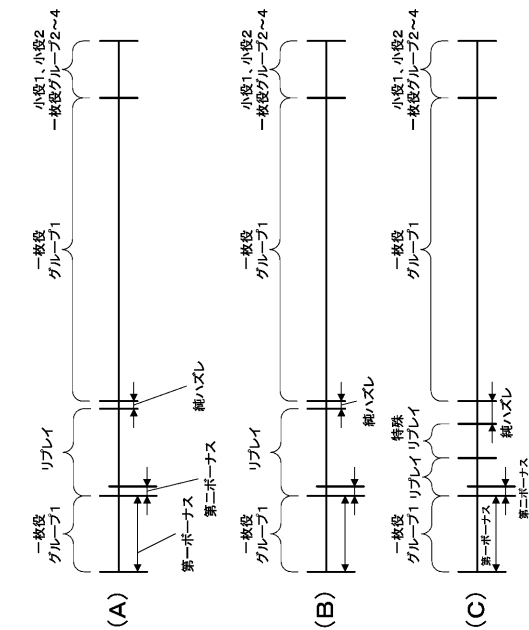 (A)
一枚役
グループ1
リプレイ
一枚役
グループ1
小役1、小役2
一枚役グループ2～4
第一ボーナス
第二ボーナス
純ハズレ
(B)
一枚役
グループ1
リプレイ
一枚役
グループ1
小役1、小役2
一枚役グループ2～4
純ハズレ
(C)
一枚役
グループ1
リプレイ
特殊
リプレイ
一枚役
グループ1
小役1、小役2
一枚役グループ2～4
第一ボーナス
第二ボーナス
純ハズレ